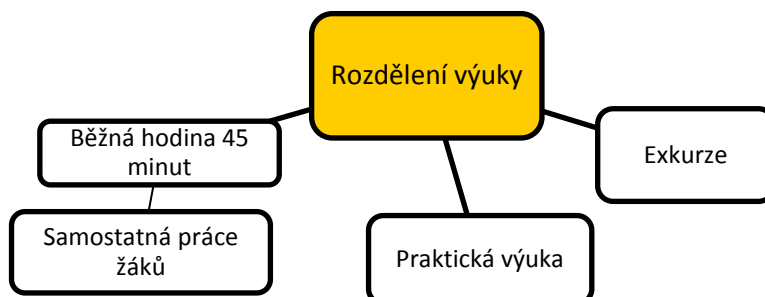 Rozdělení výuky
Běžná hodina 45
minut
Exkurze
Samostatná práce
žáků
Praktická výuka